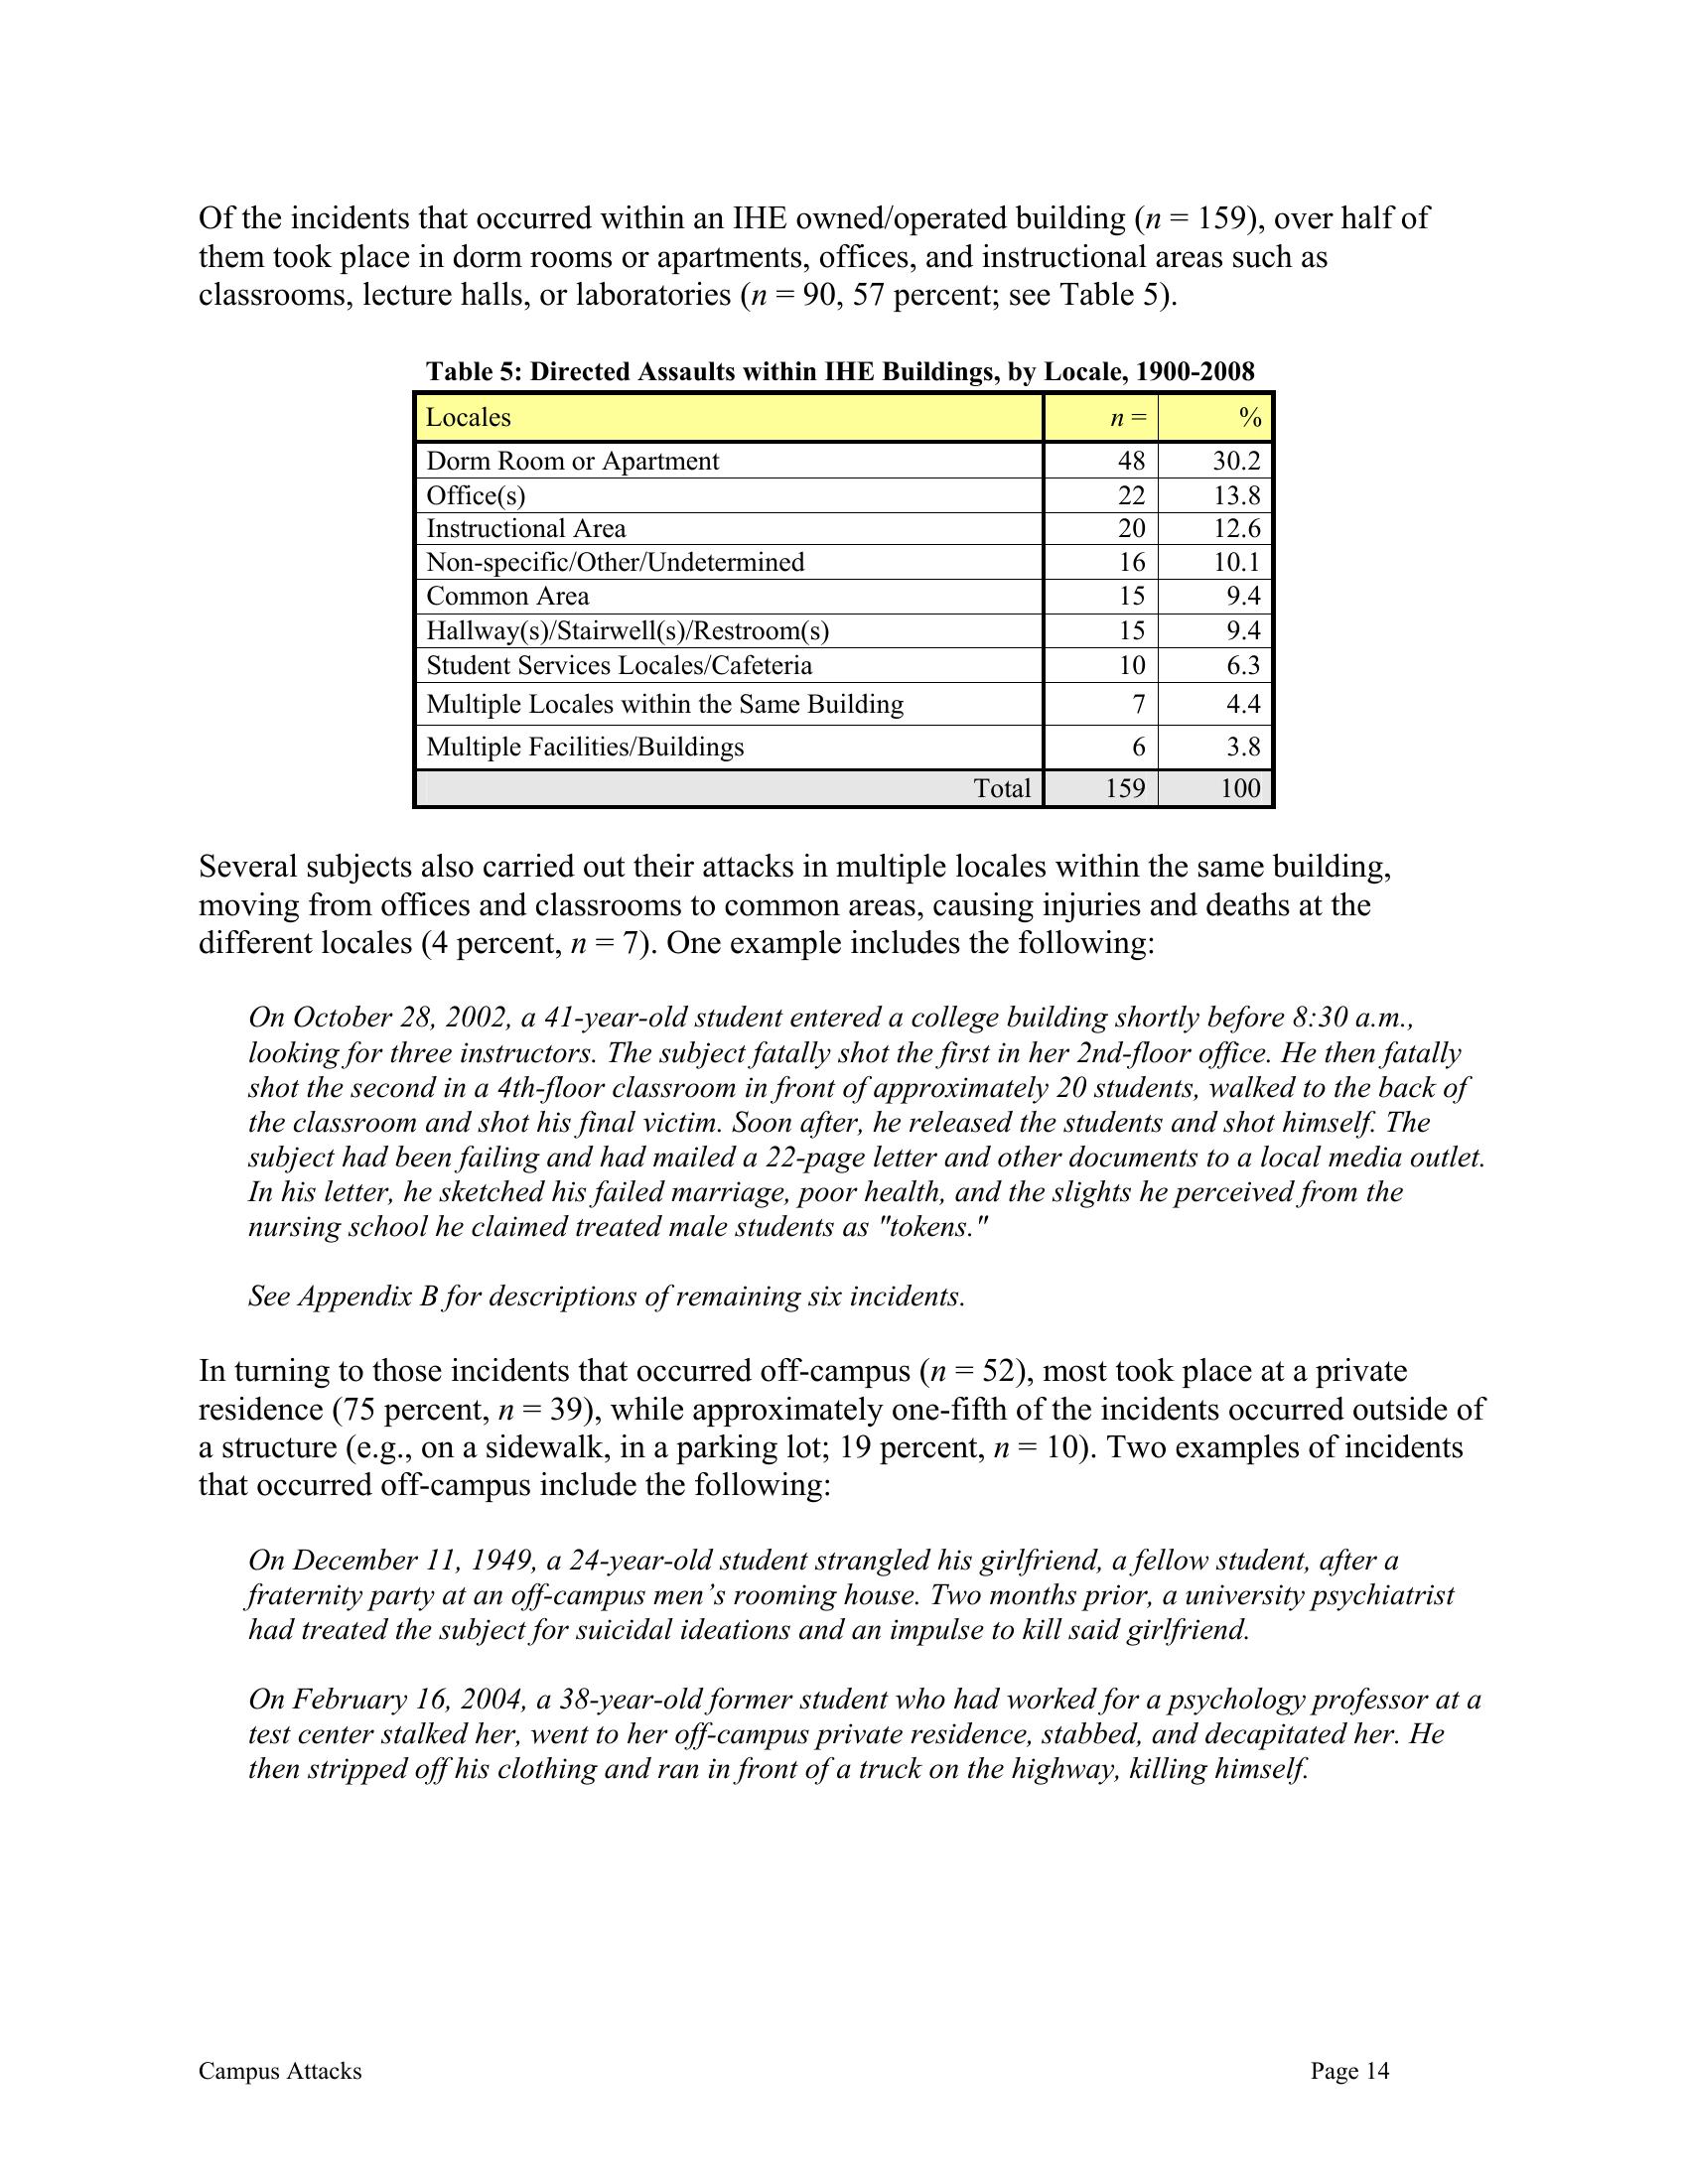 Of the incidents that occurred within an IHE owned/operated building (n = 159), over half of
them took place in dorm rooms or apartments, offices, and instructional areas such as
classrooms, lecture halls, or laboratories (n = 90, 57 percent; see Table 5).
Table 5: Directed Assaults within IHE Buildings, by Locale, 1900-2008
Locales n = %
Dorm Room or Apartment 48 30.2
Office(s) 22 13.8
Instructional Area 20 12.6
Non-specific/Other/Undetermined 16 10.1
Common Area 15 9.4
Hallway(s)/Stairwell(s)/Restroom(s) 15 9.4
Student Services Locales/Cafeteria 10 6.3
Multiple Locales within the Same Building 7 4.4
Multiple Facilities/Buildings 6 3.8
Total 159 100
Several subjects also carried out their attacks in multiple locales within the same building,
moving from offices and classrooms to common areas, causing injuries and deaths at the
different locales (4 percent, n = 7). One example includes the following:
On October 28, 2002, a 41-year-old student entered a college building shortly before 8:30 a.m.,
looking for three instructors. The subject fatally shot the first in her 2nd-floor office. He then fatally
shot the second in a 4th-floor classroom in front of approximately 20 students, walked to the back of
the classroom and shot his final victim. Soon after, he released the students and shot himself. The
subject had been failing and had mailed a 22-page letter and other documents to a local media outlet.
In his letter, he sketched his failed marriage, poor health, and the slights he perceived from the
nursing school he claimed treated male students as "tokens."
See Appendix B for descriptions of remaining six incidents.
In turning to those incidents that occurred off-campus (n = 52), most took place at a private
residence (75 percent, n = 39), while approximately one-fifth of the incidents occurred outside of
a structure (e.g., on a sidewalk, in a parking lot; 19 percent, n = 10). Two examples of incidents
that occurred off-campus include the following:
On December 11, 1949, a 24-year-old student strangled his girlfriend, a fellow student, after a
fraternity party at an off-campus men’s rooming house. Two months prior, a university psychiatrist
had treated the subject for suicidal ideations and an impulse to kill said girlfriend.
On February 16, 2004, a 38-year-old former student who had worked for a psychology professor at a
test center stalked her, went to her off-campus private residence, stabbed, and decapitated her. He
then stripped off his clothing and ran in front of a truck on the highway, killing himself.
Campus Attacks Page 14